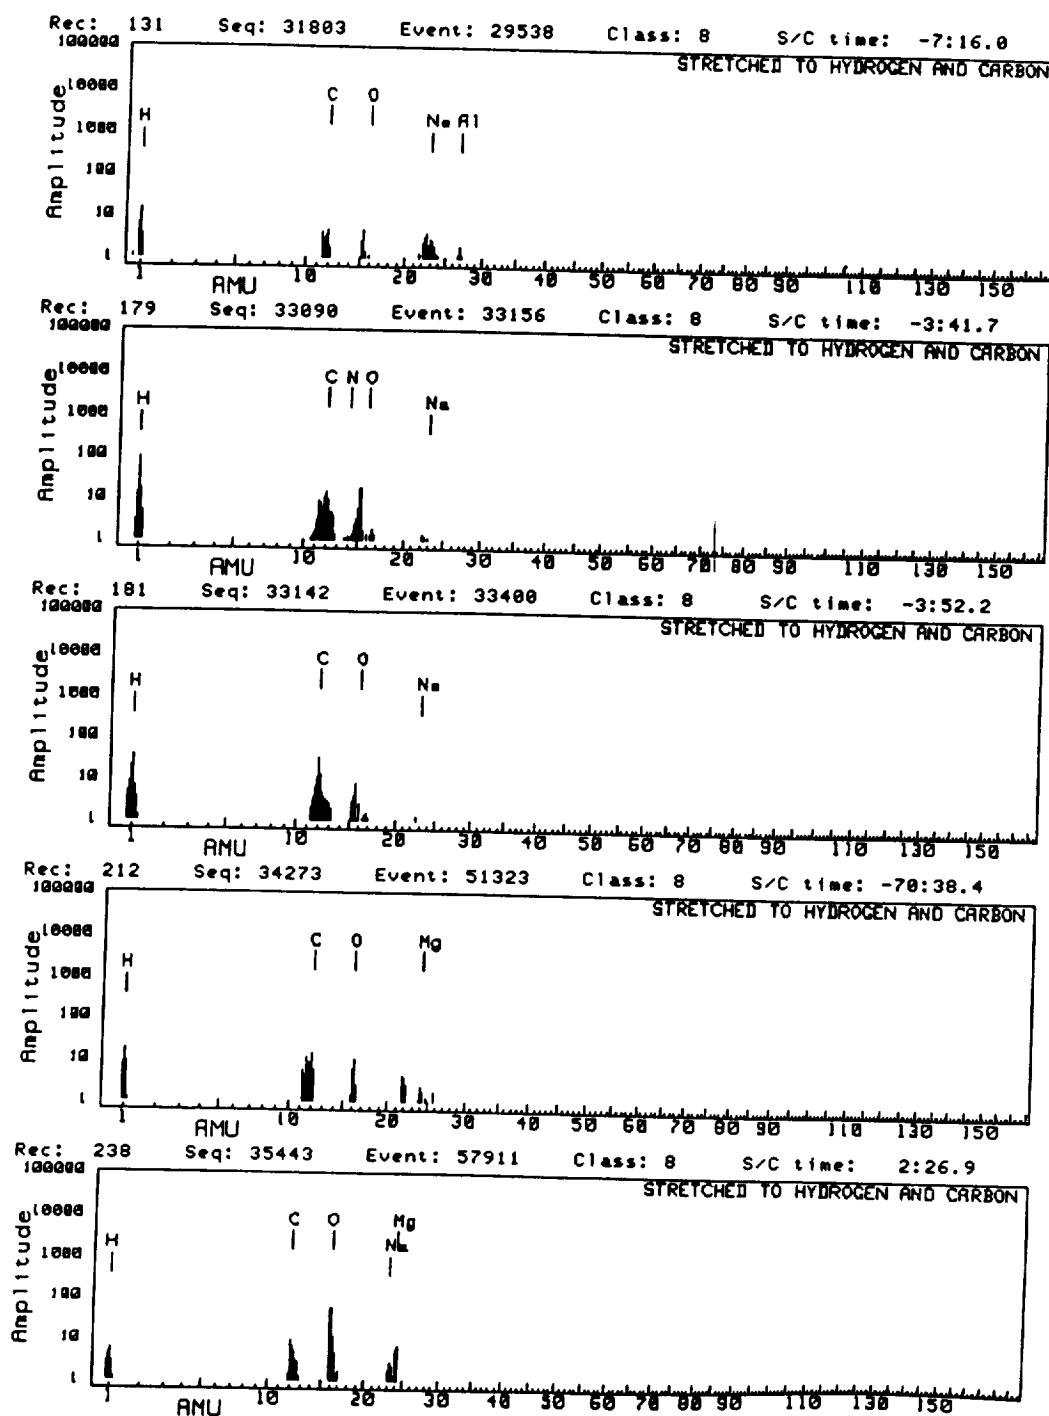 Rec: 131 Seq: 31803 Event: 29538 Class: 8 S/C time: -7:16.0
STRETCHED TO HYDROGEN AND CARBON
100000
10000
1000
100
10
1
Amplitude
H C O Na Al
1 10 20 30 40 50 60 70 80 90 110 130 150
AMU
Rec: 179 Seq: 33090 Event: 33156 Class: 8 S/C time: -3:41.7
STRETCHED TO HYDROGEN AND CARBON
100000
10000
1000
100
10
1
Amplitude
H C N O Na
1 10 20 30 40 50 60 70 80 90 110 130 150
AMU
Rec: 181 Seq: 33142 Event: 33400 Class: 8 S/C time: -3:52.2
STRETCHED TO HYDROGEN AND CARBON
100000
10000
1000
100
10
1
Amplitude
H C O Na
1 10 20 30 40 50 60 70 80 90 110 130 150
AMU
Rec: 212 Seq: 34273 Event: 51323 Class: 8 S/C time: -70:38.4
STRETCHED TO HYDROGEN AND CARBON
100000
10000
1000
100
10
1
Amplitude
H C O Mg
1 10 20 30 40 50 60 70 80 90 110 130 150
AMU
Rec: 238 Seq: 35443 Event: 57911 Class: 8 S/C time: 2:26.9
STRETCHED TO HYDROGEN AND CARBON
100000
10000
1000
100
10
1
Amplitude
H C O Mg
Na
1 10 20 30 40 50 60 70 80 90 110 130 150
AMU